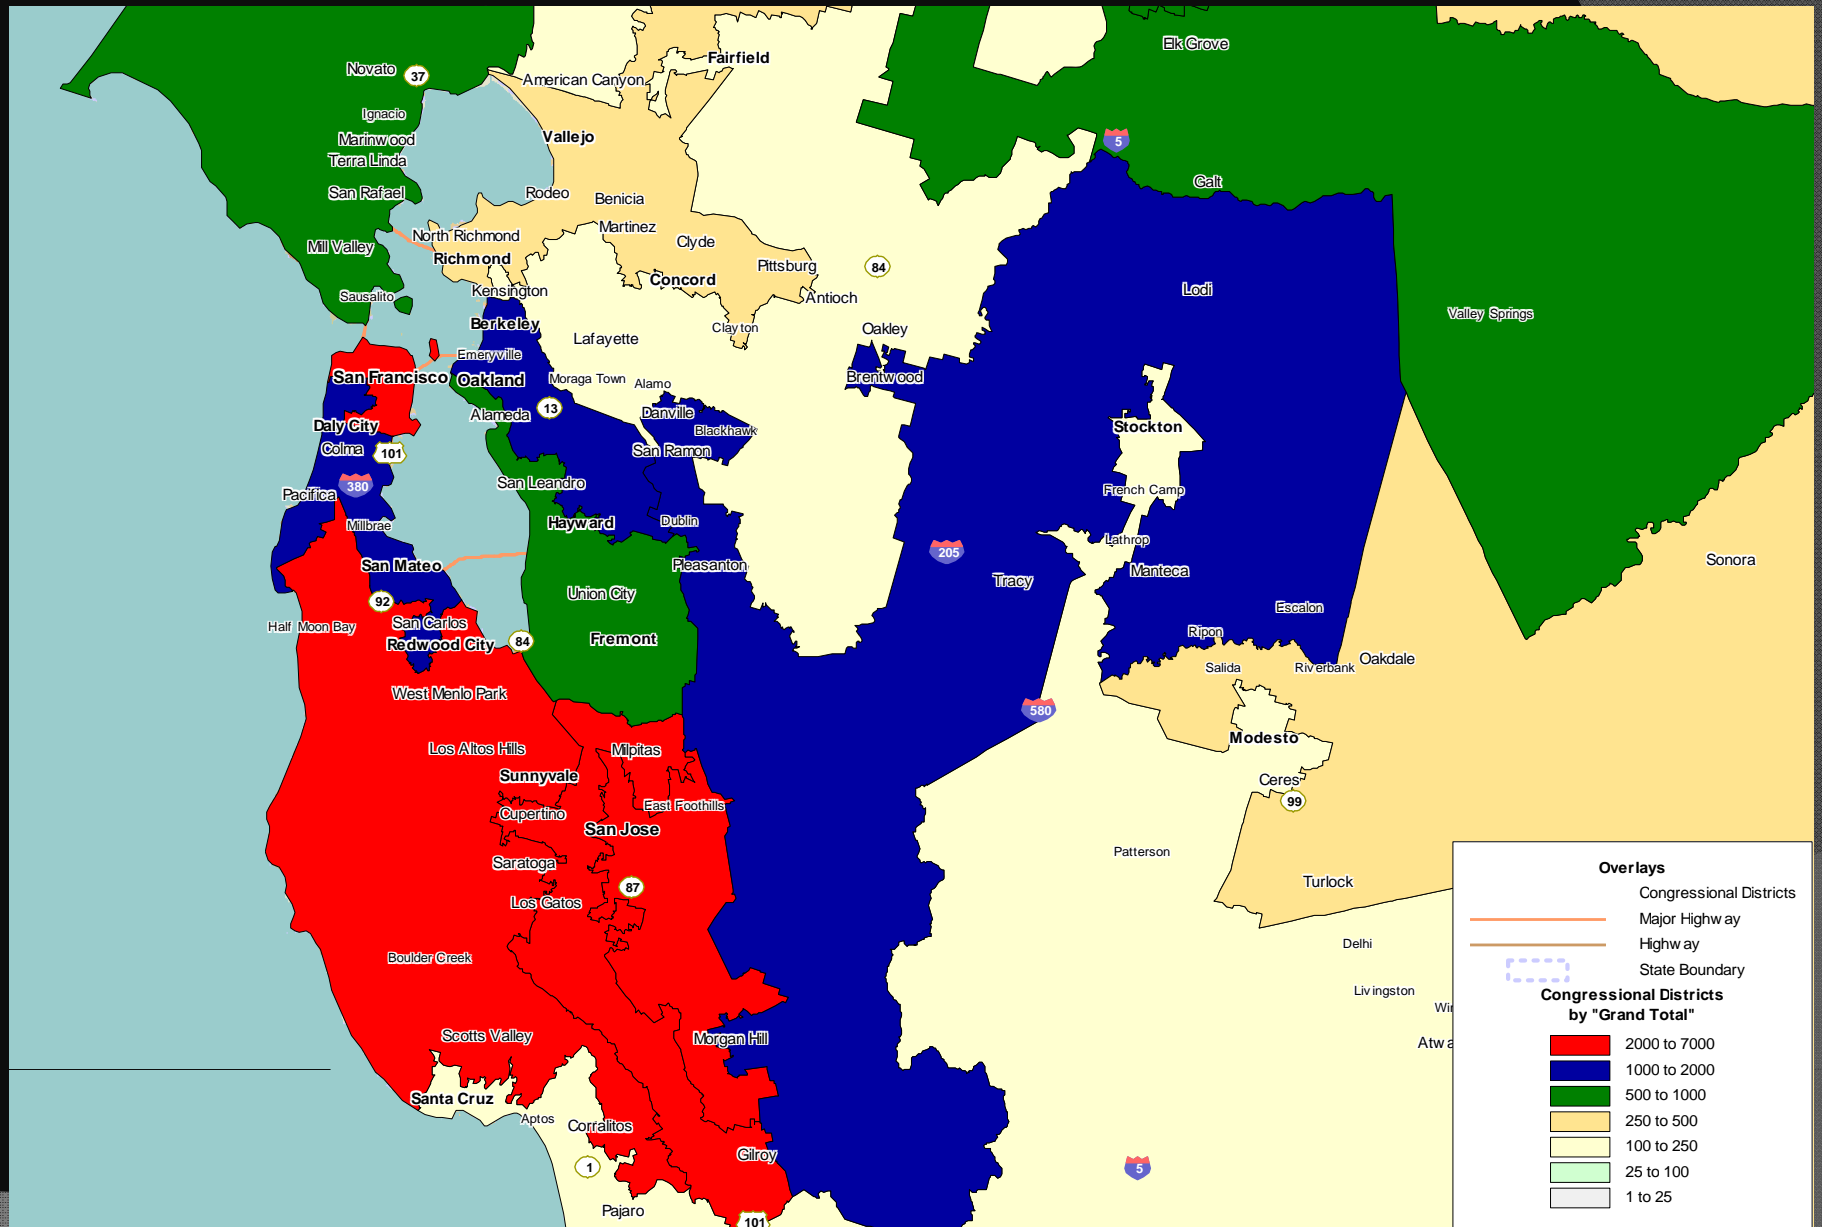 Elk Grove
Fairfield
Novato
37
American Canyon
Ignacio
Vallejo
Marinwood
5
Terra Linda
Galt
San Rafael
Rodeo
Benicia
Martinez
North Richmond
Clyde
Mill Valley
Richmond
Pittsburg
84
Concord
Kensington
Lodi
Sausalito
Antioch
Valley Springs
Berkeley
Clayton
Oakley
Lafayette
Emeryville
San Francisco
Oakland
Moraga Town
Alamo
Brentwood
13
Alameda
Danville
Daly City
Blackhawk
Stockton
Colma
101
San Ramon
San Leandro
380
French Camp
Pacifica
Millbrae
Hayward
Dublin
Lathrop
205
San Mateo
Pleasanton
Manteca
Sonora
Tracy
92
Union City
Escalon
Half Moon Bay
San Carlos
Redwood City
84
Fremont
Ripon
Salida
Riverbank
Oakdale
West Menlo Park
580
Los Altos Hills
Milpitas
Modesto
Sunnyvale
Ceres
99
Cupertino
East Foothills
San Jose
Patterson
Saratoga
87
Turlock
Los Gatos
Delhi
Boulder Creek
Livingston
Win
Scotts Valley
Morgan Hill
Atwa
Santa Cruz
Aptos
Corralitos
Gilroy
1
5
Pajaro
101
Overlays
Congressional Districts
Major Highway
Highway
State Boundary
Congressional Districts
by "Grand Total"
2000 to 7000
1000 to 2000
500 to 1000
250 to 500
100 to 250
25 to 100
1 to 25